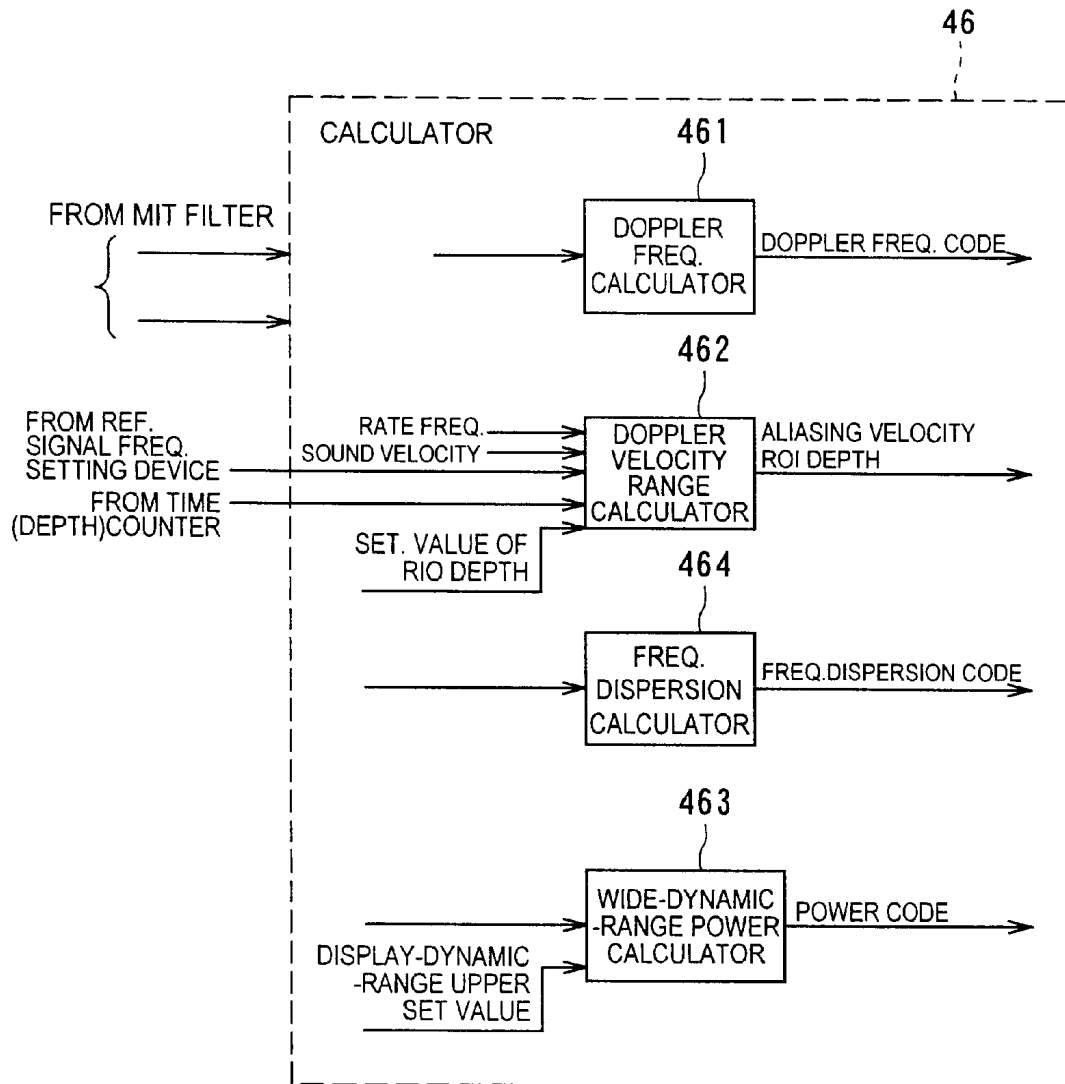 46
CALCULATOR
461
FROM MIT FILTER
DOPPLER
FREQ.
CALCULATOR
DOPPLER FREQ. CODE
462
FROM REF.
SIGNAL FREQ.
SETTING DEVICE
FROM TIME
(DEPTH)COUNTER
RATE FREQ.
SOUND VELOCITY
SET. VALUE OF
RIO DEPTH
DOPPLER
VELOCITY
RANGE
CALCULATOR
ALIASING VELOCITY
ROI DEPTH
464
FREQ.
DISPERSION
CALCULATOR
FREQ.DISPERSION CODE
463
DISPLAY-DYNAMIC
-RANGE UPPER
SET VALUE
WIDE-DYNAMIC
-RANGE POWER
CALCULATOR
POWER CODE